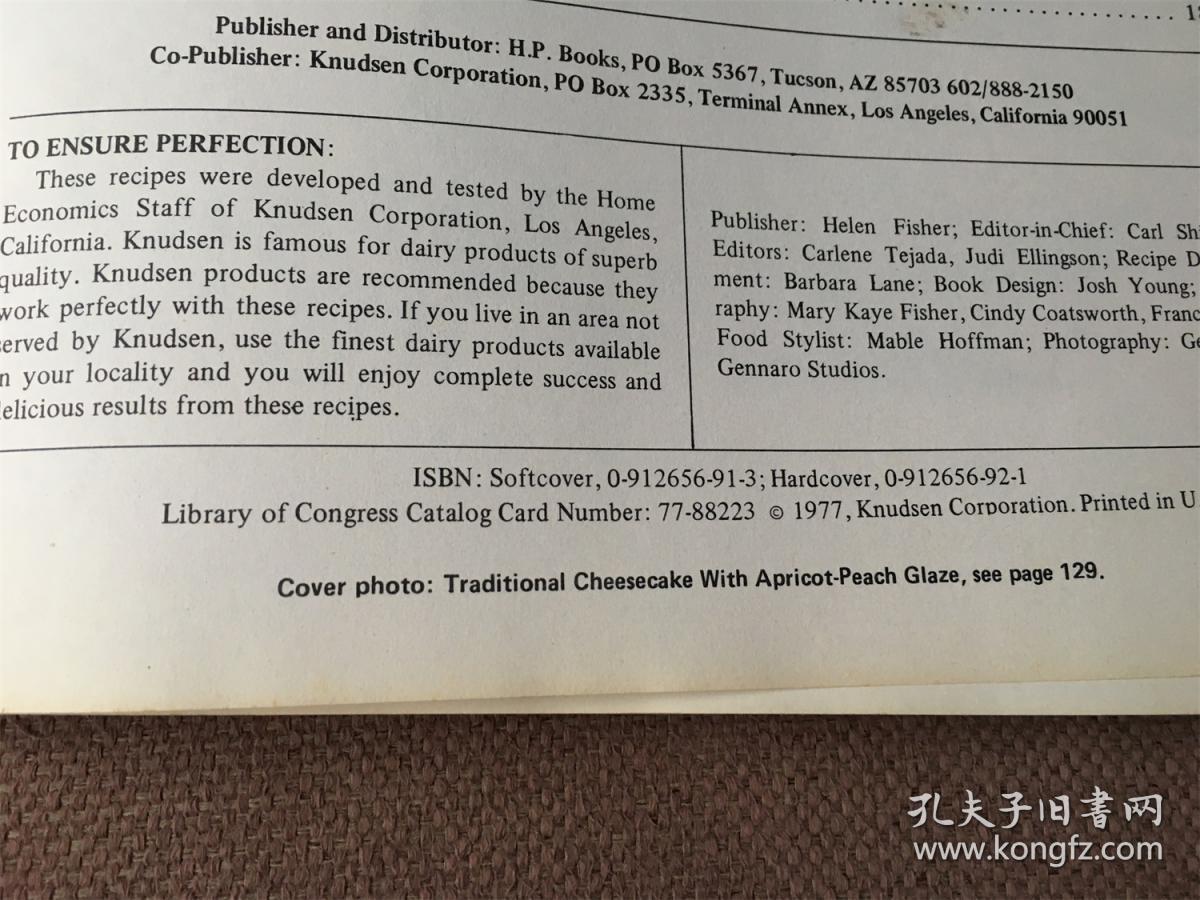 Publisher and Distributor: H.P. Books, PO Box 5367, Tucson, AZ 85703 602/888-2150
Co-Publisher: Knudsen Corporation, PO Box 2335, Terminal Annex, Los Angeles, California 90051
TO ENSURE PERFECTION:
These recipes were developed and tested by the Home
Economics Staff of Knudsen Corporation, Los Angeles,
California. Knudsen is famous for dairy products of superb
quality. Knudsen products are recommended because they
work perfectly with these recipes. If you live in an area not
served by Knudsen, use the finest dairy products available
n your locality and you will enjoy complete success and
elicious results from these recipes.
Publisher: Helen Fisher; Editor-in-Chief: Carl Sh
Editors: Carlene Tejada, Judi Ellingson; Recipe D
ment: Barbara Lane; Book Design: Josh Young;
raphy: Mary Kaye Fisher, Cindy Coatsworth, Franc
Food Stylist: Mable Hoffman; Photography: G
Gennaro Studios.
ISBN: Softcover, 0-912656-91-3; Hardcover, 0-912656-92-1
Library of Congress Catalog Card Number: 77-88223 © 1977, Knudsen Corporation. Printed in U
Cover photo: Traditional Cheesecake With Apricot-Peach Glaze, see page 129.
孔夫子旧书网
www.kongfz.com